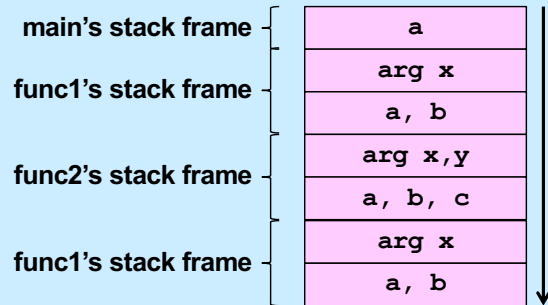 main's stack frame
a
func1's stack frame
arg x
a, b
func2's stack frame
arg x,y
a, b, c
func1's stack frame
arg x
a, b